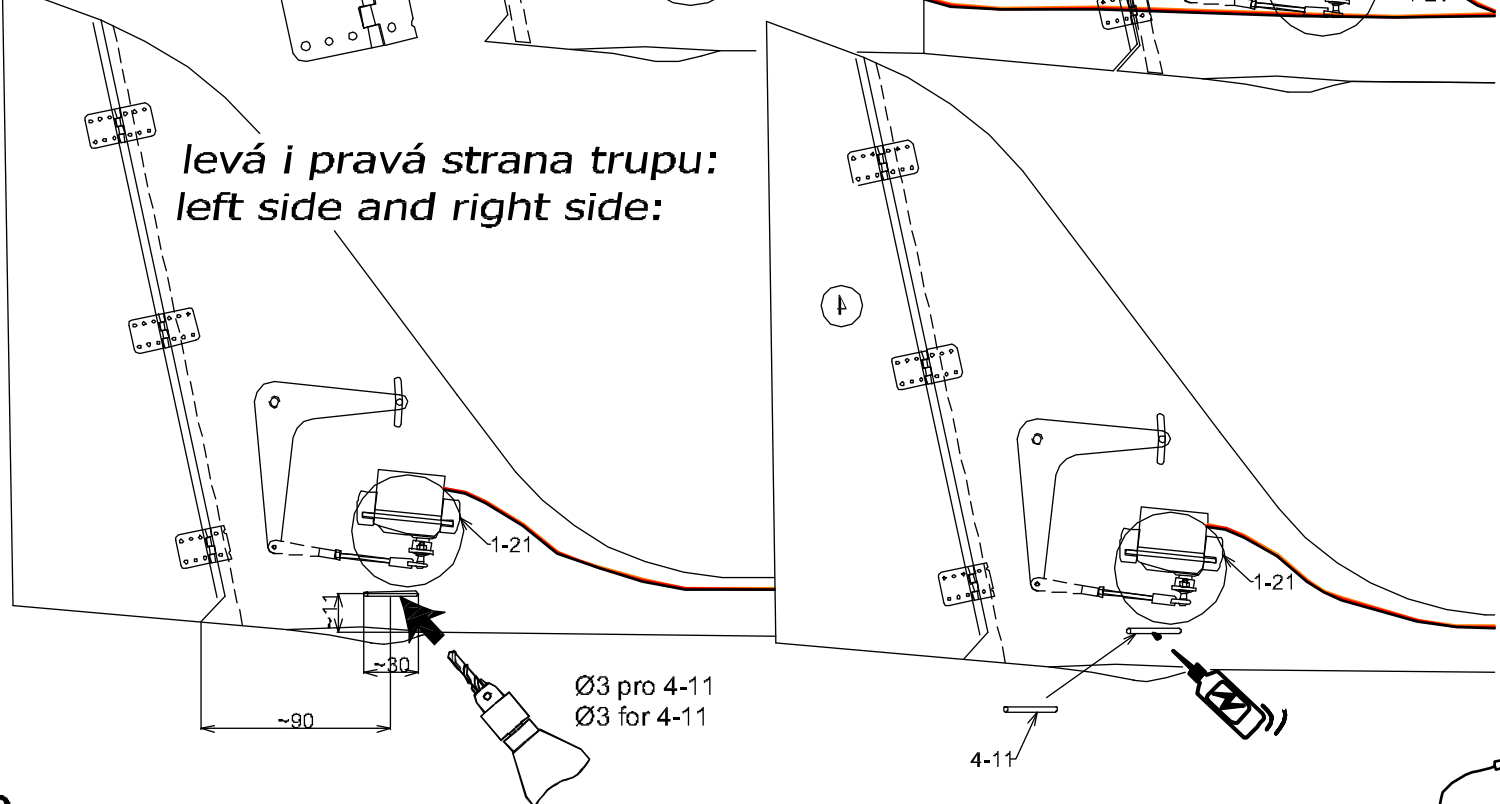 levá i pravá strana trupu:
left side and right side:
4
1-21
1-21
~11
~30
~90
Ø3 pro 4-11
Ø3 for 4-11
4-11